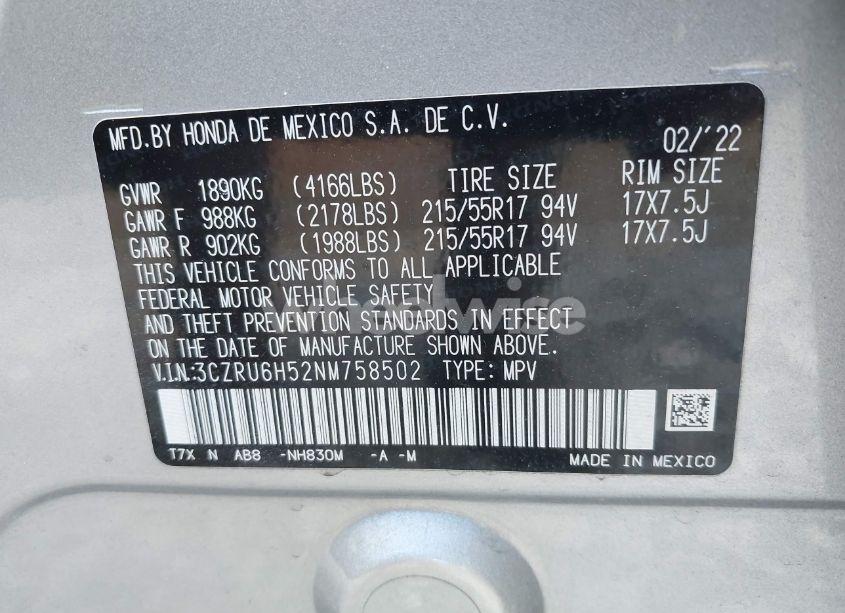 MFD.BY HONDA DE MEXICO S.A. DE C.V. 02/'22
GVWR 1890KG (4166LBS) TIRE SIZE RIM SIZE
GAWR F 988KG (2178LBS) 215/55R17 94V 17X7.5J
GAWR R 902KG (1988LBS) 215/55R17 94V 17X7.5J
THIS VEHICLE CONFORMS TO ALL APPLICABLE
FEDERAL MOTOR VEHICLE SAFETY
AND THEFT PREVENTION STANDARDS IN EFFECT
ON THE DATE OF MANUFACTURE SHOWN ABOVE.
V.I.N.:3CZRU6H52NM758502 TYPE: MPV
T7X N AB8 -NH830M -A -M MADE IN MEXICO